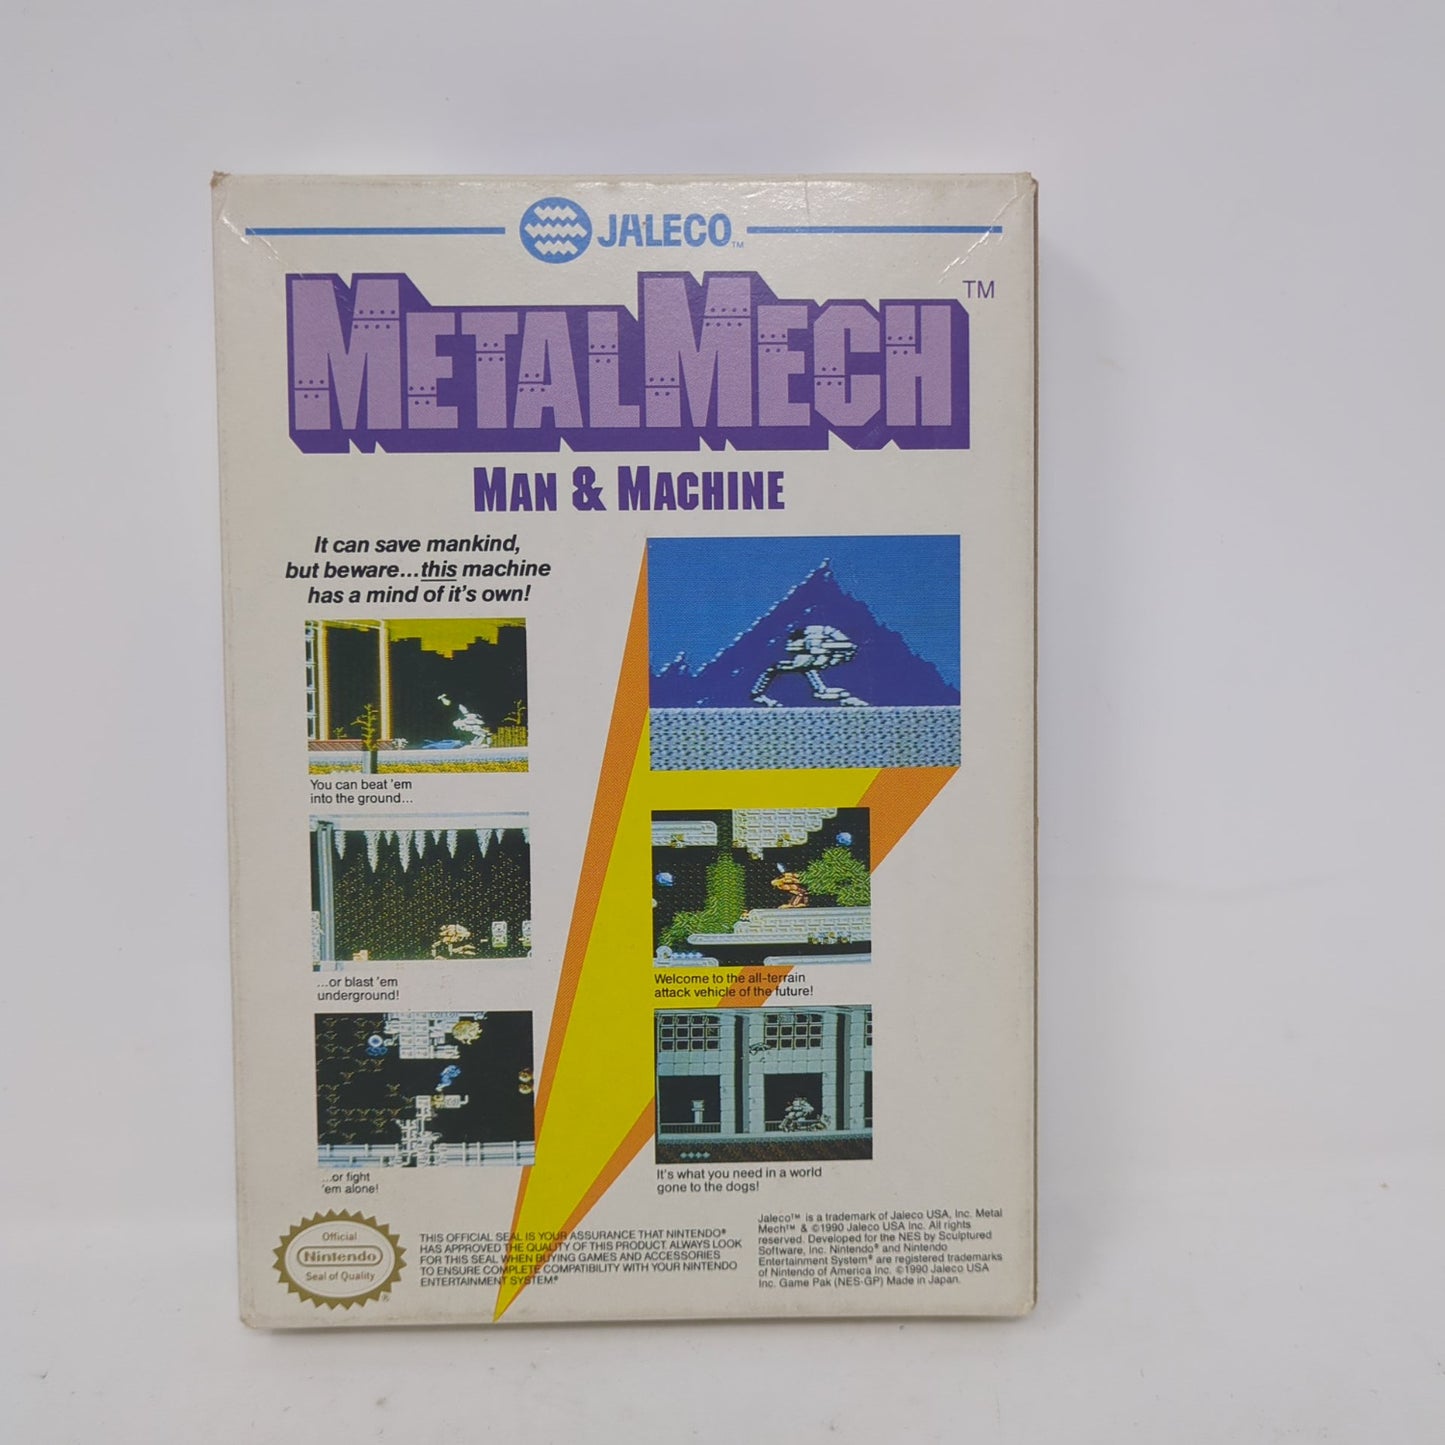 JALECO™
METALMECH™
MAN & MACHINE
It can save mankind,
but beware...this machine
has a mind of it's own!
You can beat 'em
into the ground...
...or blast 'em
underground!
...or fight
'em alone!
Welcome to the all-terrain
attack vehicle of the future!
It's what you need in a world
gone to the dogs!
Official
Nintendo
Seal of Quality
®
THIS OFFICIAL SEAL IS YOUR ASSURANCE THAT NINTENDO®
HAS APPROVED THE QUALITY OF THIS PRODUCT. ALWAYS LOOK
FOR THIS SEAL WHEN BUYING GAMES AND ACCESSORIES
TO ENSURE COMPLETE COMPATIBILITY WITH YOUR NINTENDO
ENTERTAINMENT SYSTEM®
Jaleco™ is a trademark of Jaleco USA, Inc. Metal
Mech™ & ©1990 Jaleco USA Inc. All rights
reserved. Developed for the NES by Sculptured
Software, Inc. Nintendo® and Nintendo
Entertainment System® are registered trademarks
of Nintendo of America Inc. ©1990 Jaleco USA
Inc. Game Pak (NES-GP) Made in Japan.